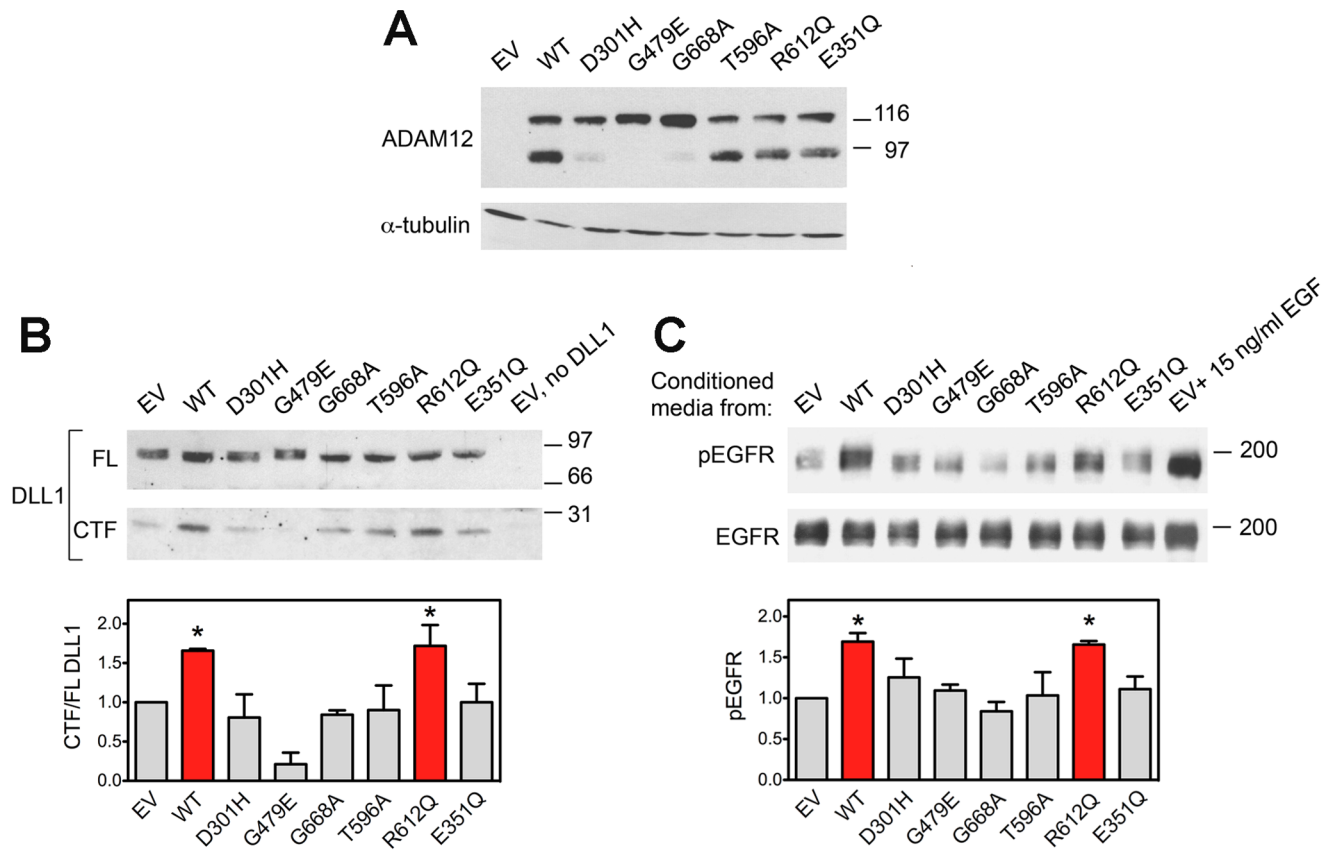 A
EV WT D301H G479E G668A T596A R612Q E351Q
ADAM12
116
97
α-tubulin
B
EV WT D301H G479E G668A T596A R612Q E351Q EV, no DLL1
DLL1
FL
97
66
CTF
31
CTF/FL DLL1
2.0
1.5
1.0
0.5
0.0
* *
EV WT D301H G479E G668A T596A R612Q E351Q
C
Conditioned
media from:
EV WT D301H G479E G668A T596A R612Q E351Q EV+ 15 ng/ml EGF
pEGFR
200
EGFR
200
pEGFR
2.0
1.5
1.0
0.5
0.0
* *
EV WT D301H G479E G668A T596A R612Q E351Q